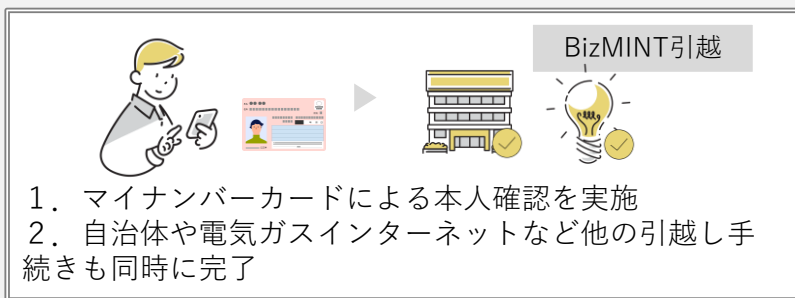 BizMINT引越
1．マイナンバーカードによる本人確認を実施
2．自治体や電気ガスインターネットなど他の引越し手
続きも同時に完了